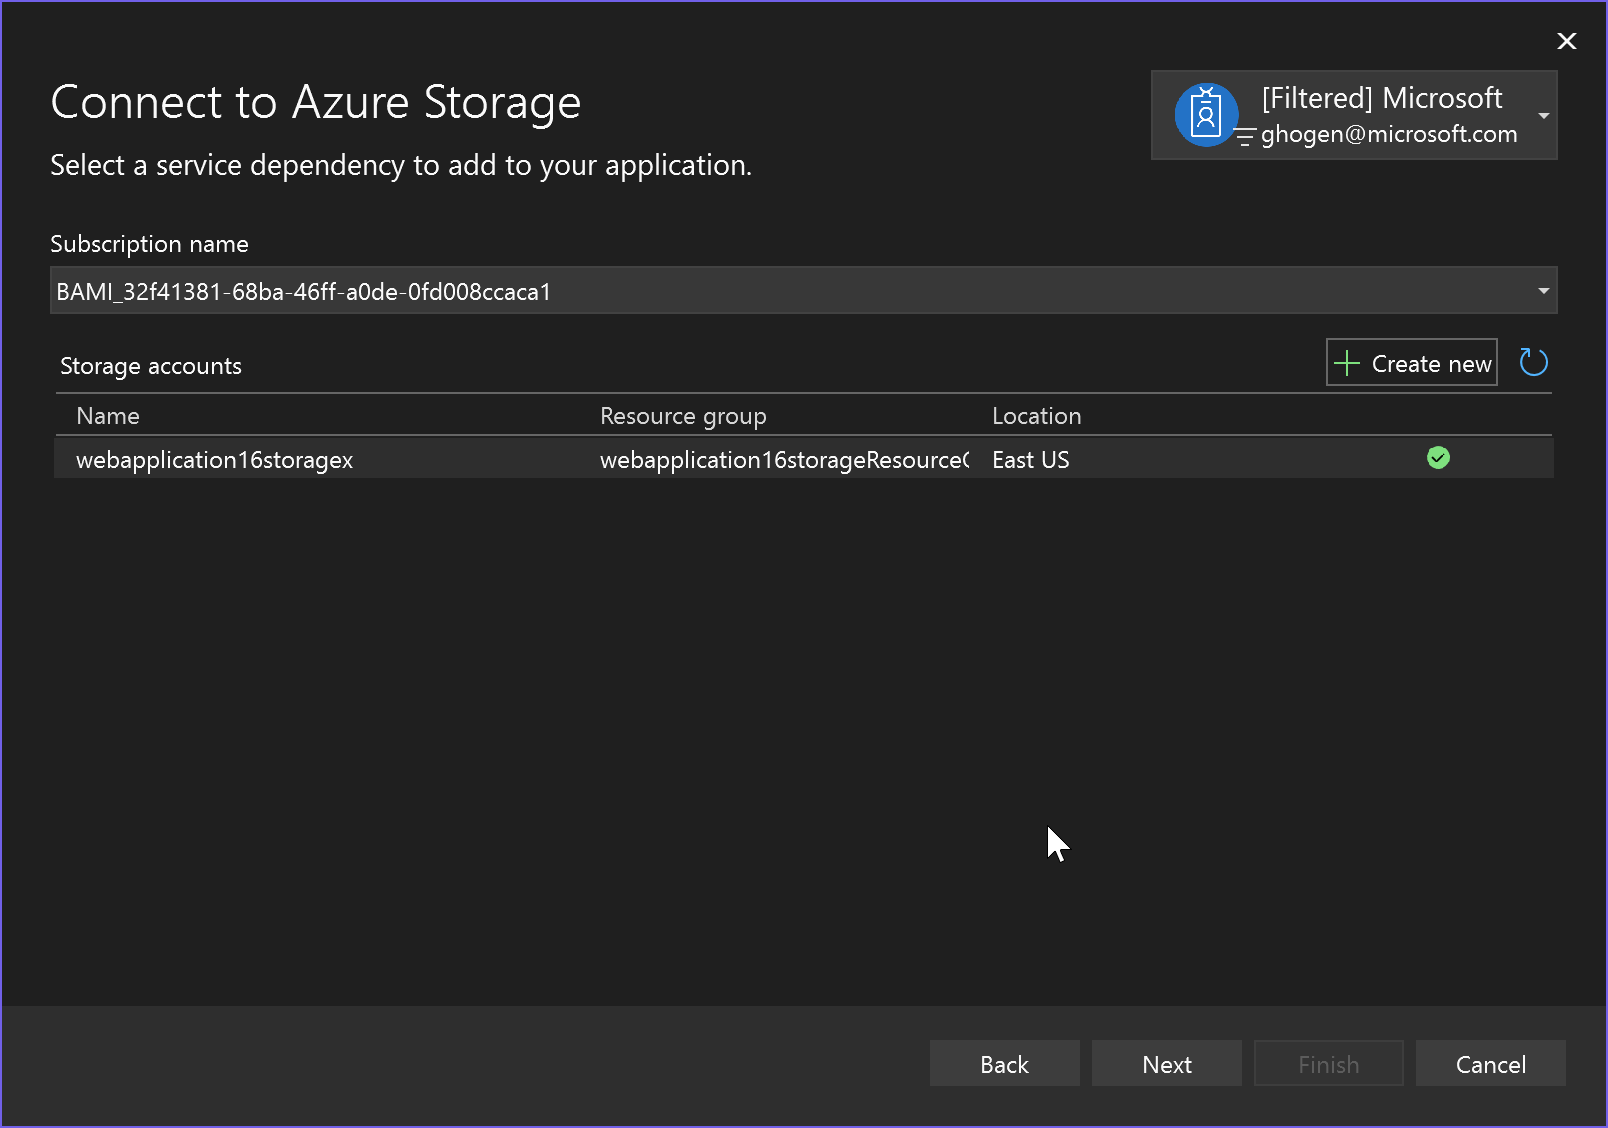 Connect to Azure Storage
[Filtered] Microsoft
ghogen@microsoft.com
Select a service dependency to add to your application.
Subscription name
BAMI_32f41381-68ba-46ff-a0de-0fd008ccaca1
Storage accounts
Create new
Name Resource group Location
webapplication16storagex webapplication16storageResource East US
Back Next Finish Cancel